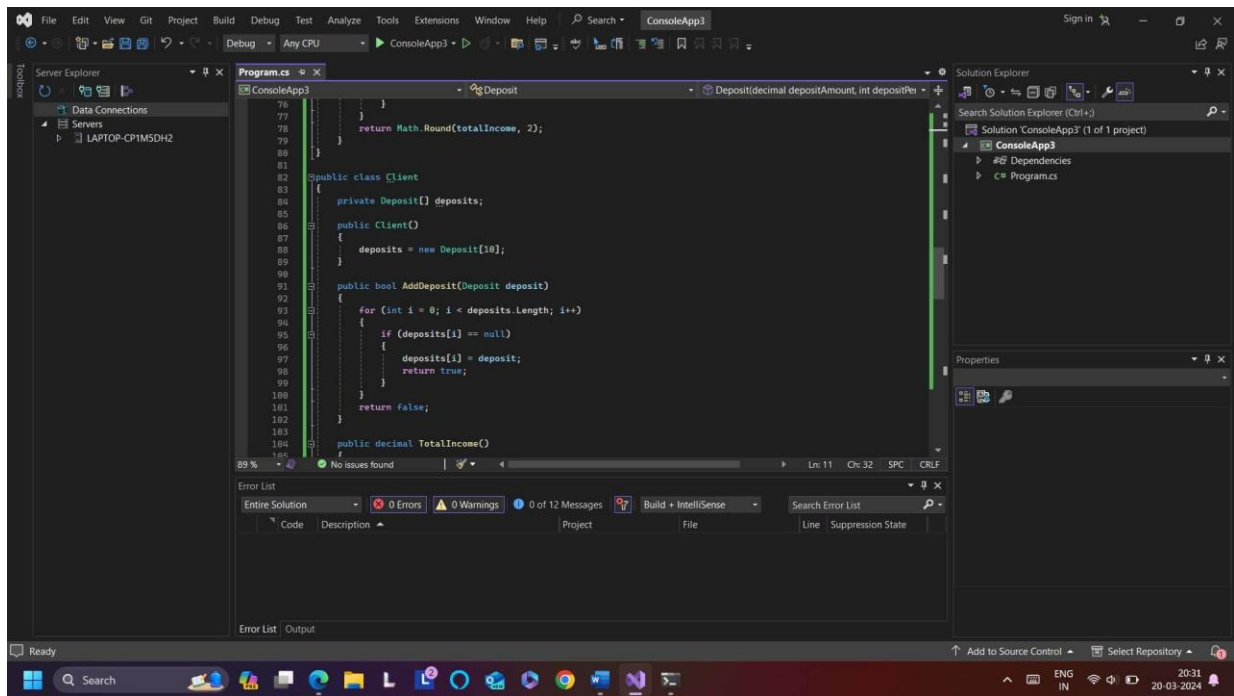 File Edit View Git Project Build Debug Test Analyze Tools Extensions Window Help Search ConsoleApp3 Sign in
Debug Any CPU ConsoleApp3
Toolbox
Server Explorer
Data Connections
Servers
LAPTOP-CP1M5DH2
Program.cs
ConsoleApp3 Deposit Deposit(decimal depositAmount, int depositPer
76 }
77 }
78 return Math.Round(totalIncome, 2);
79 }
80 }
81
82 public class Client
83 {
84 private Deposit[] deposits;
85
86 public Client()
87 {
88 deposits = new Deposit[10];
89 }
90
91 public bool AddDeposit(Deposit deposit)
92 {
93 for (int i = 0; i < deposits.Length; i++)
94 {
95 if (deposits[i] == null)
96 {
97 deposits[i] = deposit;
98 return true;
99 }
100 }
101 return false;
102 }
103
104 public decimal TotalIncome()
105 {
89 % No issues found Ln: 11 Ch: 32 SPC CRLF
Error List
Entire Solution 0 Errors 0 Warnings 0 of 12 Messages Build + IntelliSense Search Error List
Code Description Project File Line Suppression State
Error List Output
Solution Explorer
Search Solution Explorer (Ctrl+;)
Solution 'ConsoleApp3' (1 of 1 project)
ConsoleApp3
Dependencies
C# Program.cs
Properties
Ready Add to Source Control Select Repository
Search ENG 20:31
IN 20-03-2024